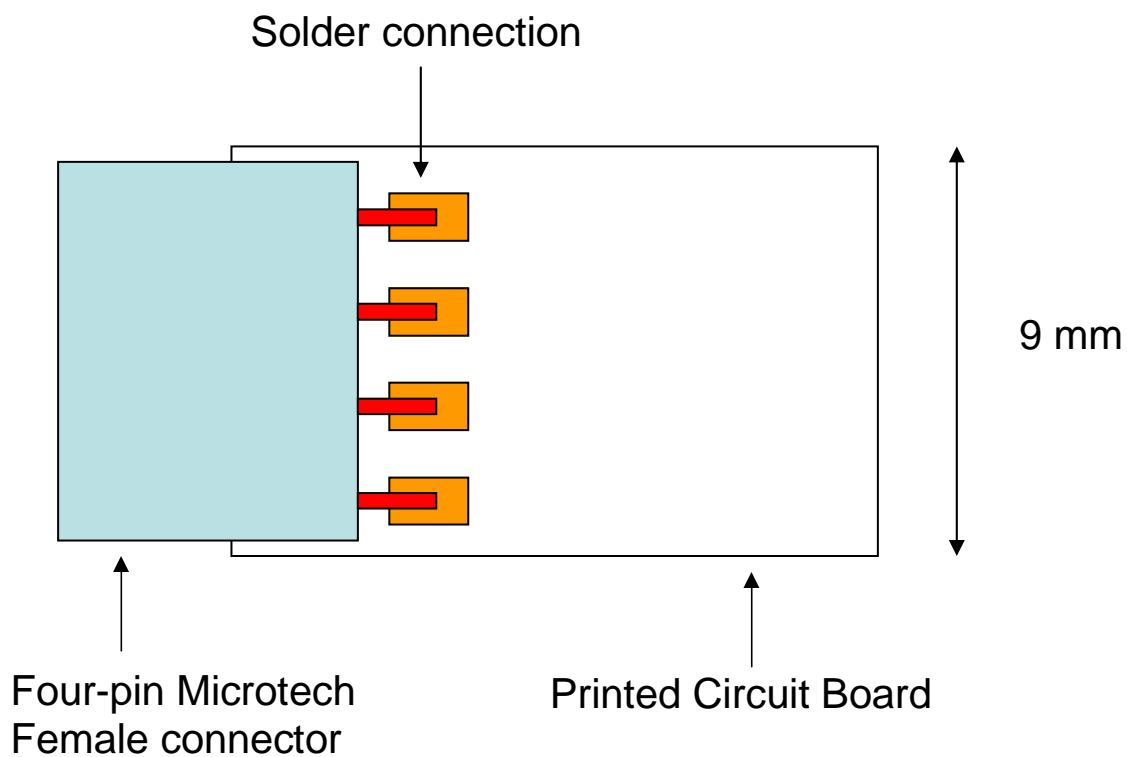 Solder connection
9 mm
Four-pin Microtech
Female connector
Printed Circuit Board